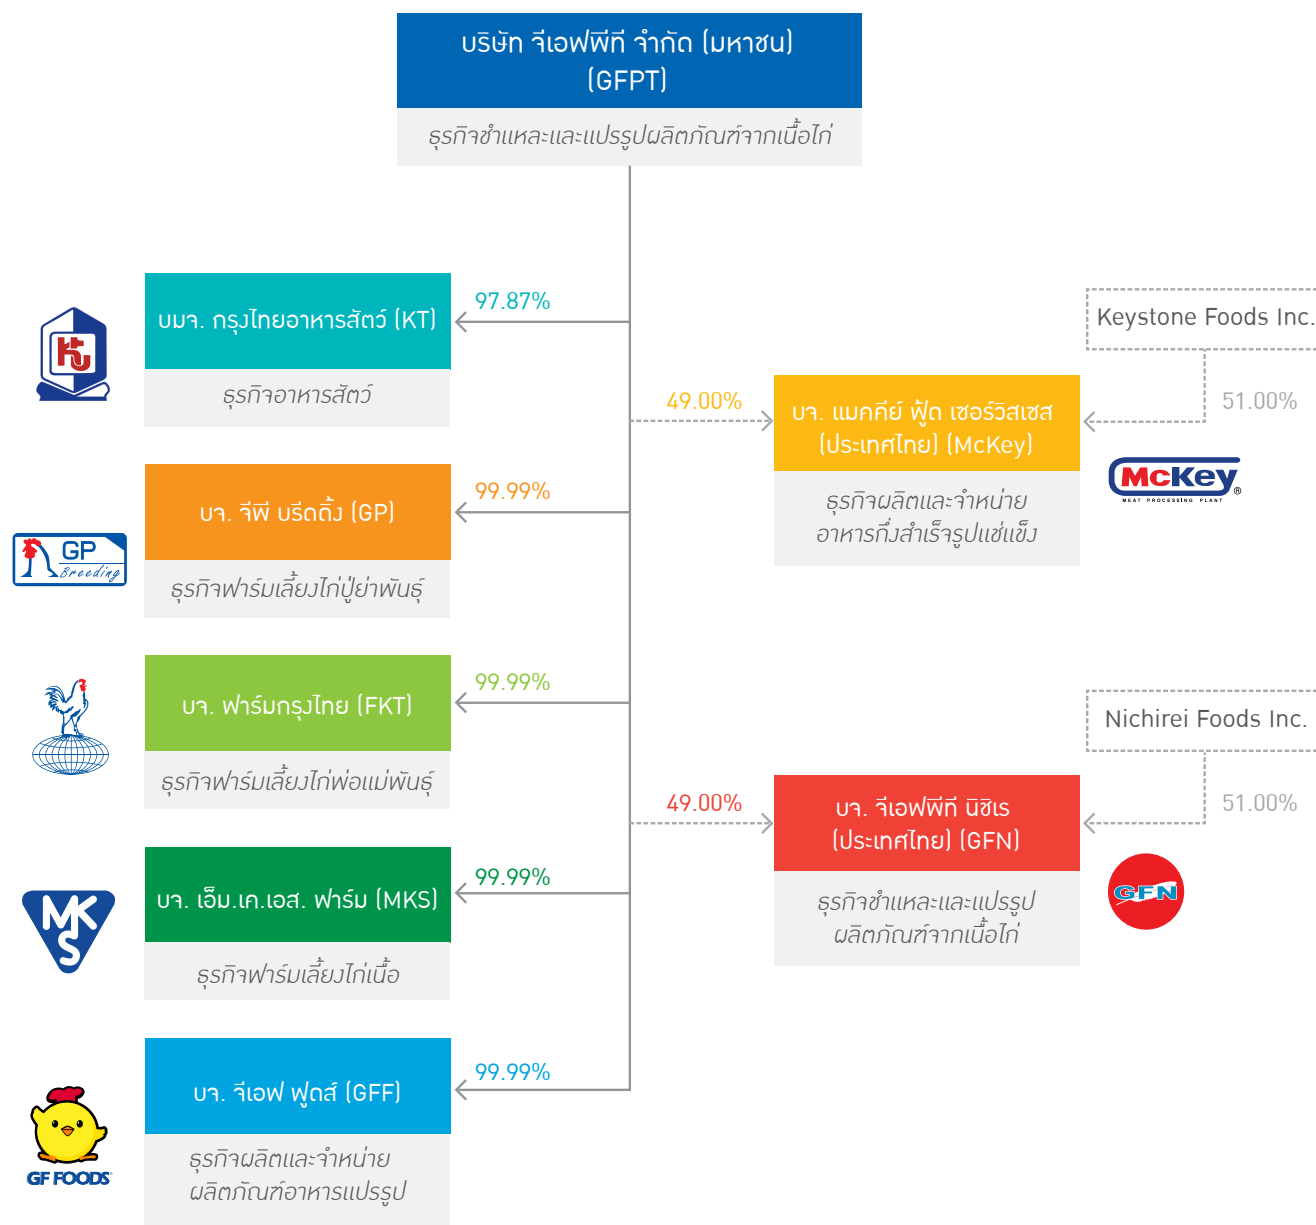 บริษัท จีเอฟพีที จำกัด (มหาชน)
(GFPT)
ธุรกิจชำแหละและแปรรูปผลิตภัณฑ์จากเนื้อไก่
บมจ. กรุงไทยอาหารสัตว์ (KT)
ธุรกิจอาหารสัตว์
97.87%
GP
Breeding
บจ. จีพี บรีดดิ้ง (GP)
ธุรกิจฟาร์มเลี้ยงไก่ปู่ย่าพันธุ์
99.99%
บจ. ฟาร์มกรุงไทย (FKT)
ธุรกิจฟาร์มเลี้ยงไก่พ่อแม่พันธุ์
99.99%
MKS
บจ. เอ็ม.เค.เอส. ฟาร์ม (MKS)
ธุรกิจฟาร์มเลี้ยงไก่เนื้อ
99.99%
GF FOODS
บจ. จีเอฟ ฟูดส์ (GFF)
ธุรกิจผลิตและจำหน่าย
ผลิตภัณฑ์อาหารแปรรูป
99.99%
49.00%
บจ. แมคคีย์ ฟู้ด เซอร์วิสเซส
(ประเทศไทย) (McKey)
ธุรกิจผลิตและจำหน่าย
อาหารกึ่งสำเร็จรูปแช่แข็ง
Keystone Foods Inc.
51.00%
McKey®
MEAT PROCESSING PLANT
49.00%
บจ. จีเอฟพีที นิชิเร
(ประเทศไทย) (GFN)
ธุรกิจชำแหละและแปรรูป
ผลิตภัณฑ์จากเนื้อไก่
Nichirei Foods Inc.
51.00%
GFN